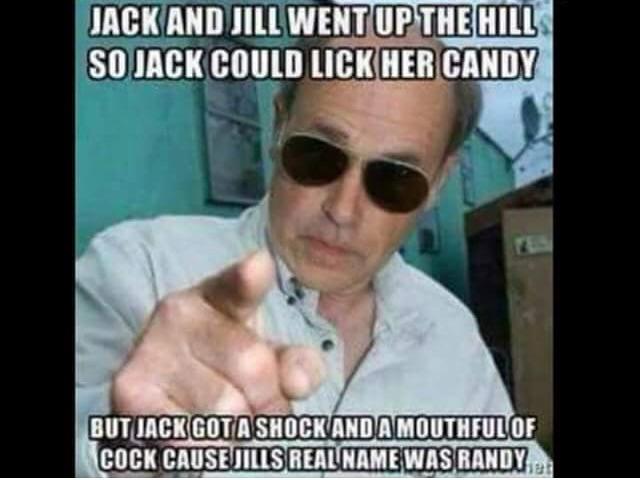 JACK AND JILL WENT UP THE HILL
SO JACK COULD LICK HER CANDY
BUT JACK GOT A SHOCK AND A MOUTHFUL OF
COCK CAUSE JILLS REAL NAME WAS RANDY